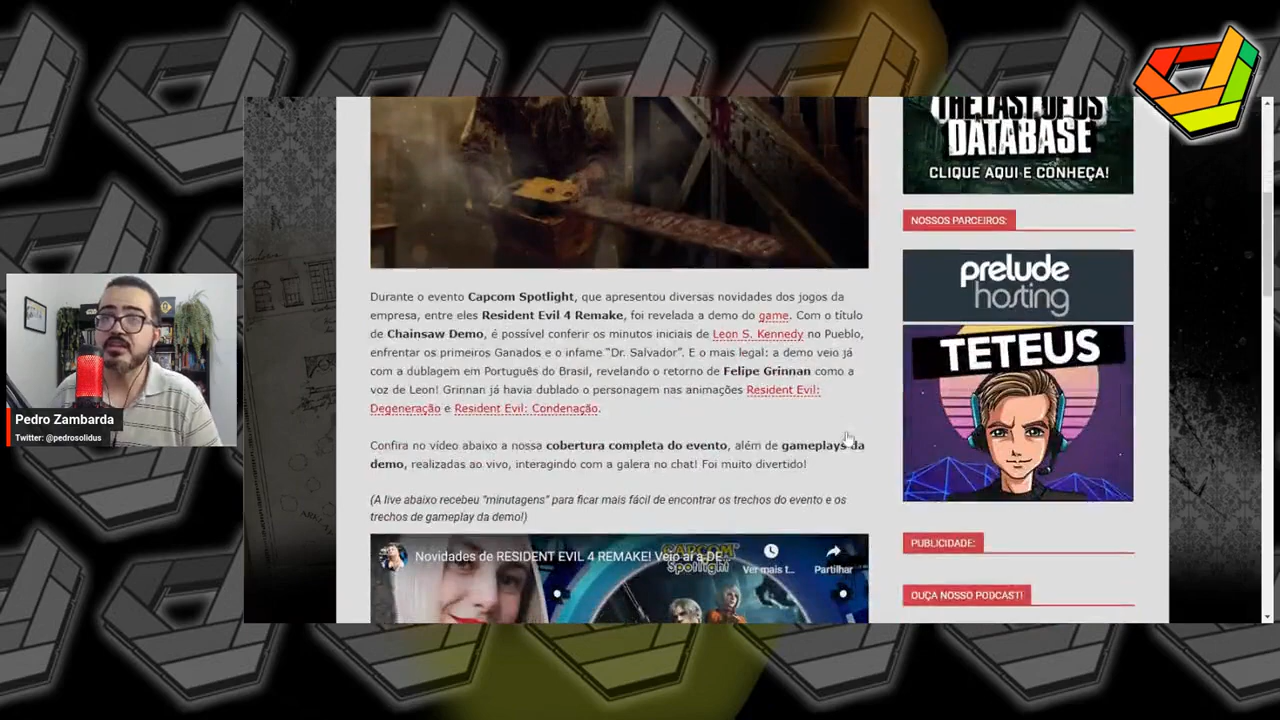 THE LAST OF US
DATABASE
CLIQUE AQUI E CONHEÇA!
NOSSOS PARCEIROS:
prelude
hosting
TETEUS
PUBLICIDADE:
OUÇA NOSSO PODCAST!
Durante o evento Capcom Spotlight, que apresentou diversas novidades dos jogos da
empresa, entre eles Resident Evil 4 Remake, foi revelada a demo do game. Com o título
de Chainsaw Demo, é possível conferir os minutos iniciais de Leon S. Kennedy no Pueblo,
enfrentar os primeiros Ganados e o infame "Dr. Salvador". E o mais legal: a demo veio já
com a dublagem em Português do Brasil, revelando o retorno de Felipe Grinnan como a
voz de Leon! Grinnan já havia dublado o personagem nas animações Resident Evil:
Degeneração e Resident Evil: Condenação.
Confira no vídeo abaixo a nossa cobertura completa do evento, além de gameplays da
demo, realizadas ao vivo, interagindo com a galera no chat! Foi muito divertido!
(A live abaixo recebeu "minutagens" para ficar mais fácil de encontrar os trechos do evento e os
trechos de gameplay da demo!)
Novidades de RESIDENT EVIL 4 REMAKE! Veio aí a DE...
CAPCOM
Spotlight
Ver mais t...
Partilhar
Pedro Zambarda
Twitter: @pedrosolidus